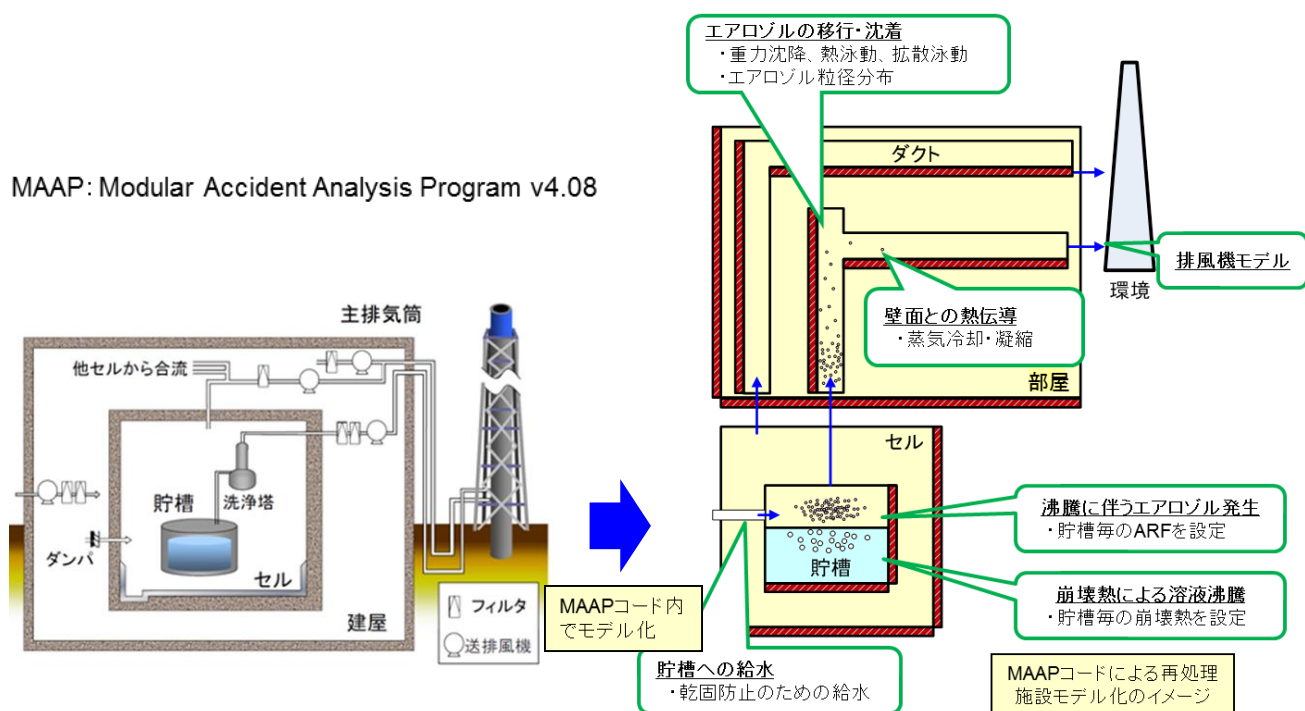 MAAP: Modular Accident Analysis Program v4.08
主排気筒
他セルから合流
貯槽
洗浄塔
ダンパ
セル
建屋
フィルタ
送排風機
エアロゾルの移行・沈着
・重力沈降、熱泳動、拡散泳動
・エアロゾル粒径分布
ダクト
排風機モデル
環境
壁面との熱伝導
・蒸気冷却・凝縮
部屋
セル
貯槽
沸騰に伴うエアロゾル発生
・貯槽毎のARFを設定
崩壊熱による溶液沸騰
・貯槽毎の崩壊熱を設定
MAAPコード内
でモデル化
貯槽への給水
・乾固防止のための給水
MAAPコードによる再処理
施設モデル化のイメージ